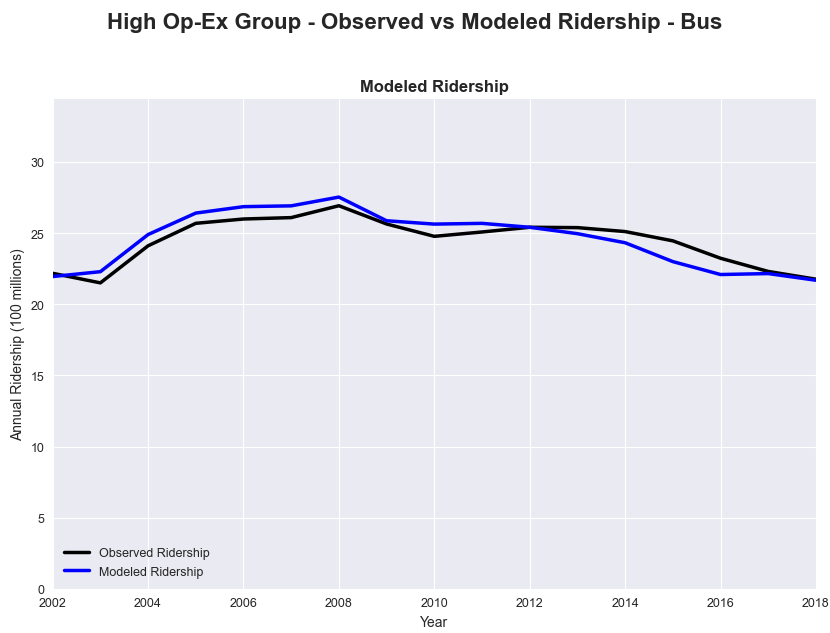 High Op-Ex Group - Observed vs Modeled Ridership - Bus
Modeled Ridership
Annual Ridership (100 millions)
30
25
20
15
10
5
0
Observed Ridership
Modeled Ridership
2002 2004 2006 2008 2010 2012 2014 2016 2018
Year